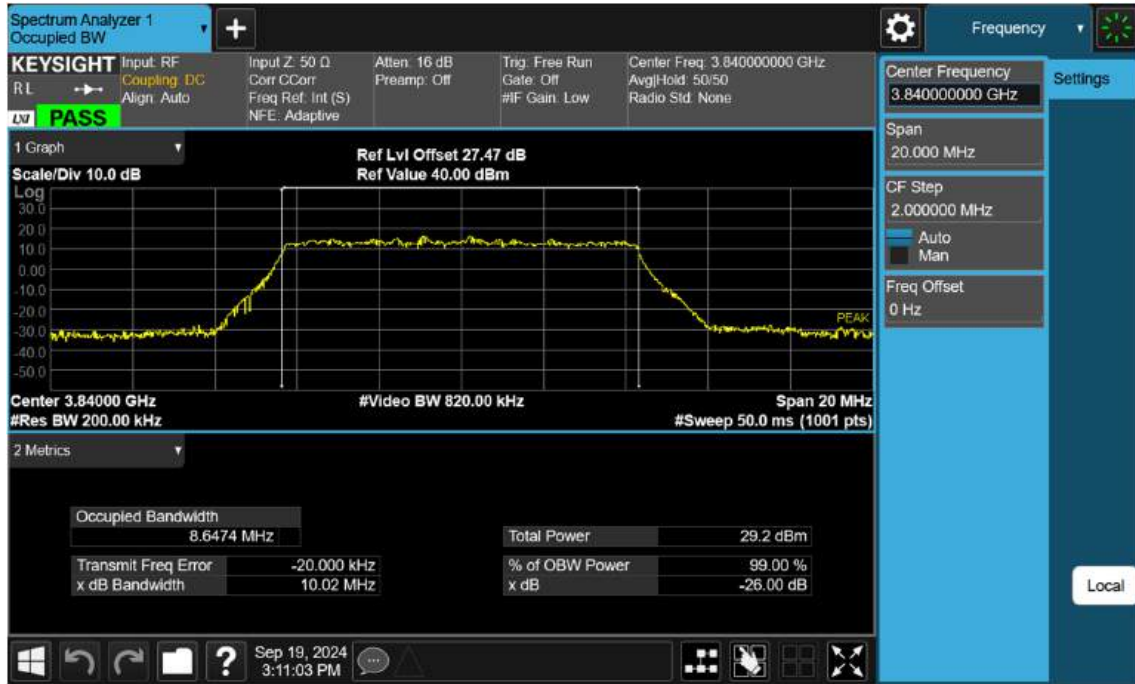 Spectrum Analyzer 1
Occupied BW
+
Frequency
KEYSIGHT
RL
LXI PASS
Input: RF
Coupling: DC
Align: Auto
Input Z: 50 Ω
Corr CCorr
Freq Ref: Int (S)
NFE: Adaptive
Atten: 16 dB
Preamp: Off
Trig: Free Run
Gate: Off
#IF Gain: Low
Center Freq: 3.840000000 GHz
Avg|Hold: 50/50
Radio Std: None
Center Frequency
3.840000000 GHz
Settings
Span
20.000 MHz
CF Step
2.000000 MHz
Auto
Man
Freq Offset
0 Hz
Local
1 Graph
Scale/Div 10.0 dB
Ref Lvl Offset 27.47 dB
Ref Value 40.00 dBm
Log
30.0
20.0
10.0
0.00
-10.0
-20.0
-30.0
-40.0
-50.0
PEAK
Center 3.84000 GHz
#Video BW 820.00 kHz
Span 20 MHz
#Res BW 200.00 kHz
#Sweep 50.0 ms (1001 pts)
2 Metrics
Occupied Bandwidth
8.6474 MHz
Total Power 29.2 dBm
Transmit Freq Error -20.000 kHz
% of OBW Power 99.00 %
x dB Bandwidth 10.02 MHz
x dB -26.00 dB
?
Sep 19, 2024
3:11:03 PM